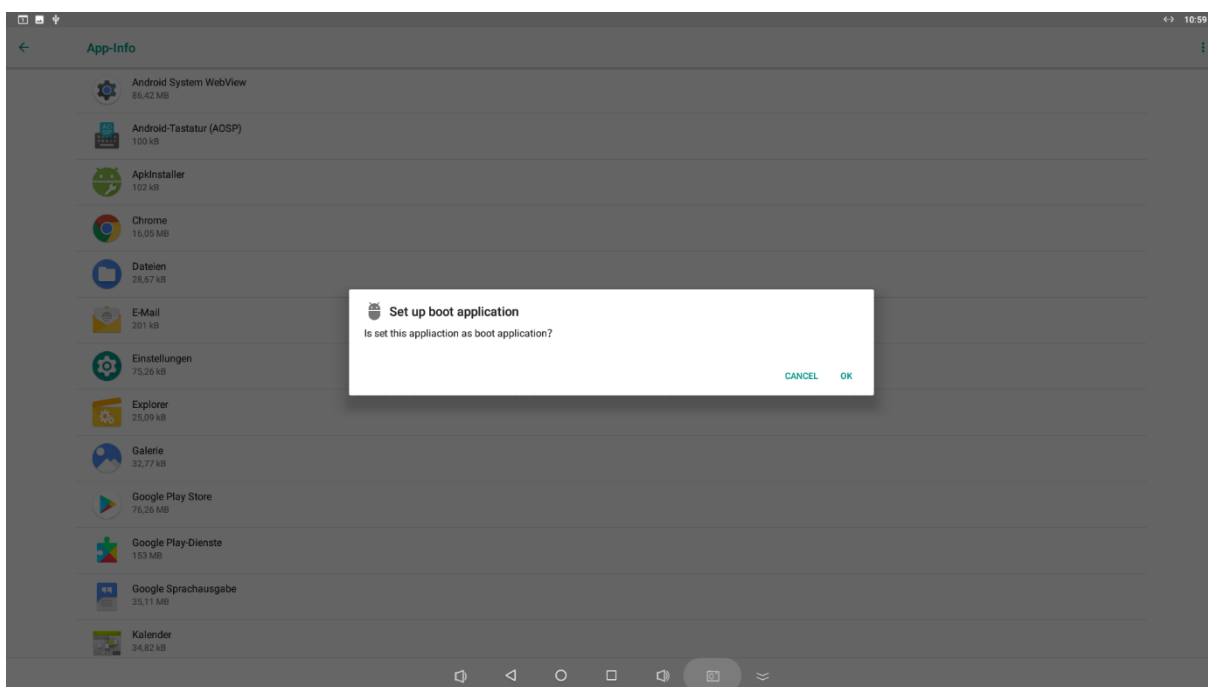 10:59
App-Info
Android System WebView
86,42 MB
Android-Tastatur (AOSP)
100 kB
ApkInstaller
102 kB
Chrome
16,05 MB
Dateien
28,67 kB
E-Mail
201 kB
Einstellungen
75,26 kB
Explorer
25,09 kB
Galerie
32,77 kB
Google Play Store
76,26 MB
Google Play-Dienste
153 MB
Google Sprachausgabe
35,11 MB
Kalender
34,82 kB
Set up boot application
Is set this appliaction as boot application?
CANCEL OK